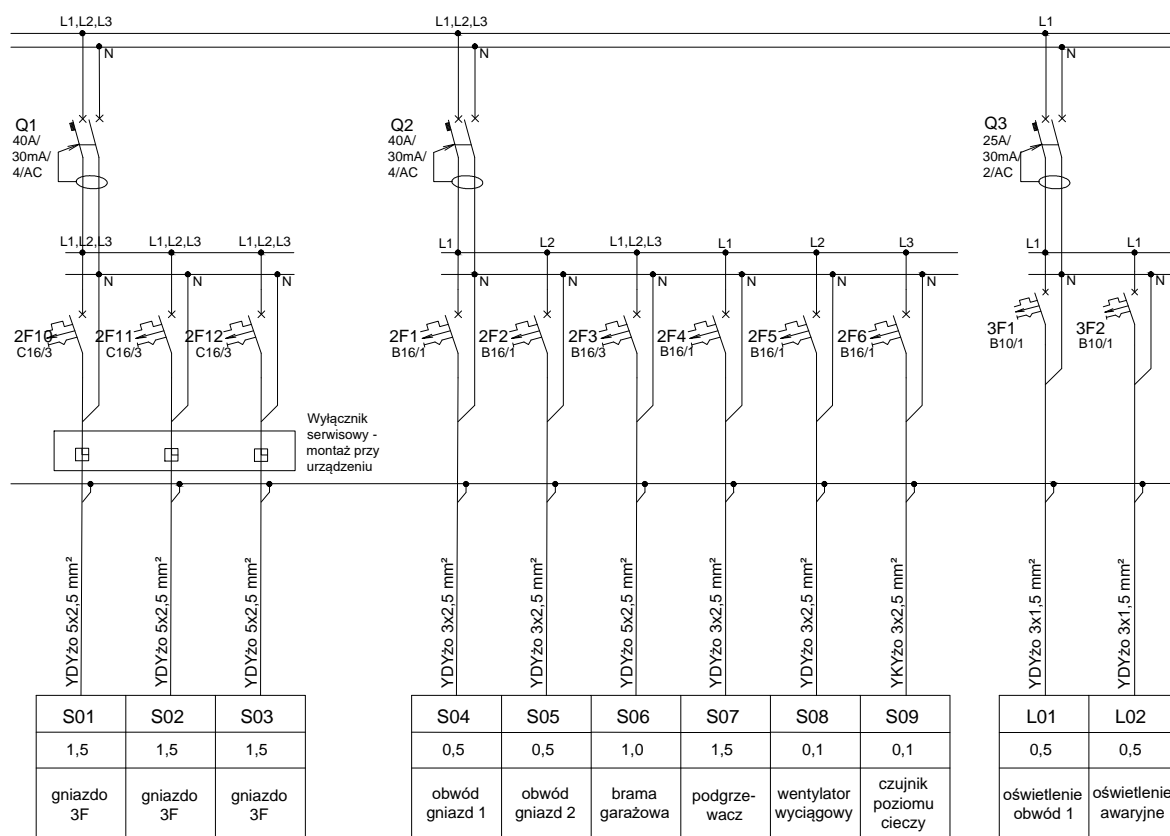 L1,L2,L3
L1,L2,L3
L1
N
N
N
Q1
40A/
30mA/
4/AC
Q2
40A/
30mA/
4/AC
Q3
25A/
30mA/
2/AC
L1,L2,L3
L1,L2,L3
L1,L2,L3
L1
L2
L1,L2,L3
L1
L2
L3
L1
L1
N
N
N
N
N
N
N
N
N
N
N
2F10
C16/3
2F11
C16/3
2F12
C16/3
2F1
B16/1
2F2
B16/1
2F3
B16/3
2F4
B16/1
2F5
B16/1
2F6
B16/1
3F1
B10/1
3F2
B10/1
Wyłącznik
serwisowy -
montaż przy
urządzeniu
YDYżo 5x2,5 mm²
YDYżo 5x2,5 mm²
YDYżo 5x2,5 mm²
YDYżo 3x2,5 mm²
YDYżo 3x2,5 mm²
YDYżo 5x2,5 mm²
YDYżo 3x2,5 mm²
YDYżo 3x2,5 mm²
YKYżo 3x2,5 mm²
YDYżo 3x1,5 mm²
YDYżo 3x1,5 mm²
S01 S02 S03 S04 S05 S06 S07 S08 S09 L01 L02
1,5 1,5 1,5 0,5 0,5 1,0 1,5 0,1 0,1 0,5 0,5
gniazdo
3F
gniazdo
3F
gniazdo
3F
obwód
gniazd 1
obwód
gniazd 2
brama
garażowa
podgrze-
wacz
wentylator
wyciągowy
czujnik
poziomu
cieczy
oświetlenie
obwód 1
oświetlenie
awaryjne